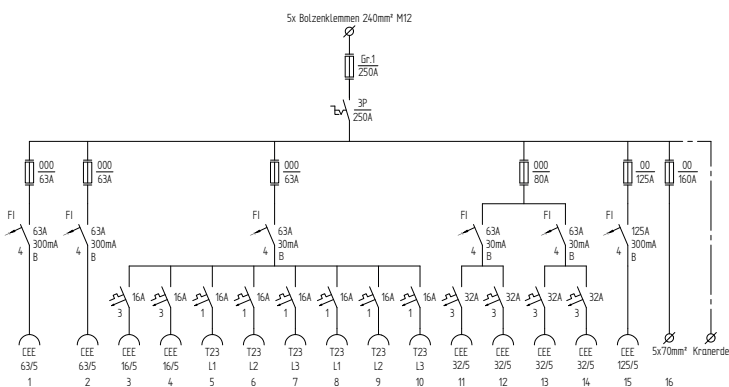 5x Bolzenklemmen 240mm² M12
Gr.1
250A
3P
250A
000 000 000 000 00 00
63A 63A 63A 80A 125A 160A
FI FI FI FI FI FI
63A 63A 63A 63A 63A 125A
300mA 300mA 30mA 30mA 30mA 300mA
4 B 4 B 4 B 4 B 4 B 4 B
16A 16A 16A 16A 16A 16A 16A 16A 32A 32A 32A 32A
3 3 1 1 1 1 1 1 3 3 3 3
CEE CEE CEE CEE T23 T23 T23 T23 T23 T23 CEE CEE CEE CEE CEE 5x70mm² Kranerde
63/5 63/5 16/5 16/5 L1 L2 L3 L1 L2 L3 32/5 32/5 32/5 32/5 125/5
1 2 3 4 5 6 7 8 9 10 11 12 13 14 15 16